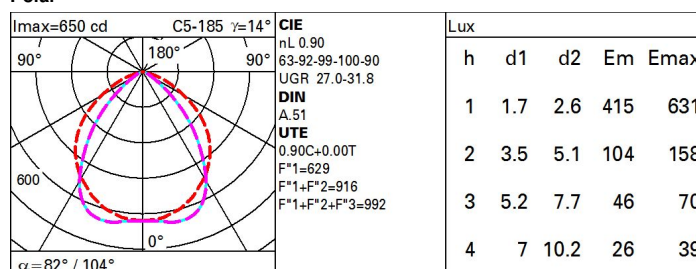 Imax=650 cd C5-185 γ=14°
90° 180° 90°
600
0°
α=82° / 104°
CIE
nL 0.90
63-92-99-100-90
UGR 27.0-31.8
DIN
A.51
UTE
0.90C+0.00T
F"1=629
F"1+F"2=916
F"1+F"2+F"3=992
Lux
h d1 d2 Em Emax
1 1.7 2.6 415 631
2 3.5 5.1 104 158
3 5.2 7.7 46 70
4 7 10.2 26 39